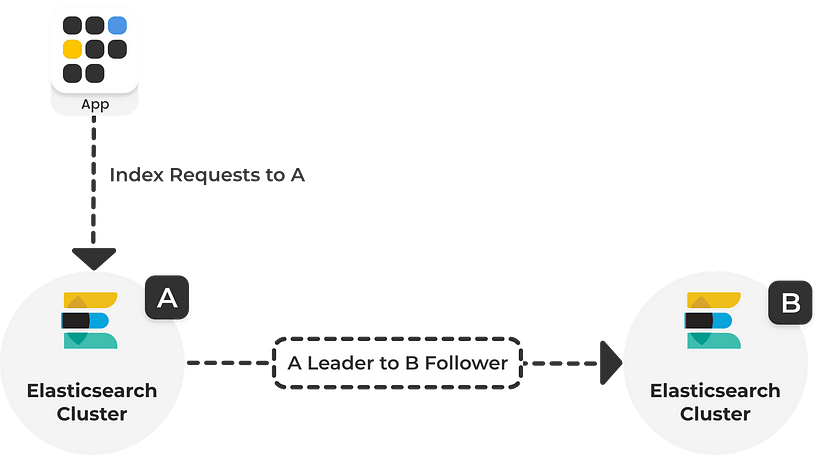 App
Index Requests to A
A
B
A Leader to B Follower
Elasticsearch
Cluster
Elasticsearch
Cluster